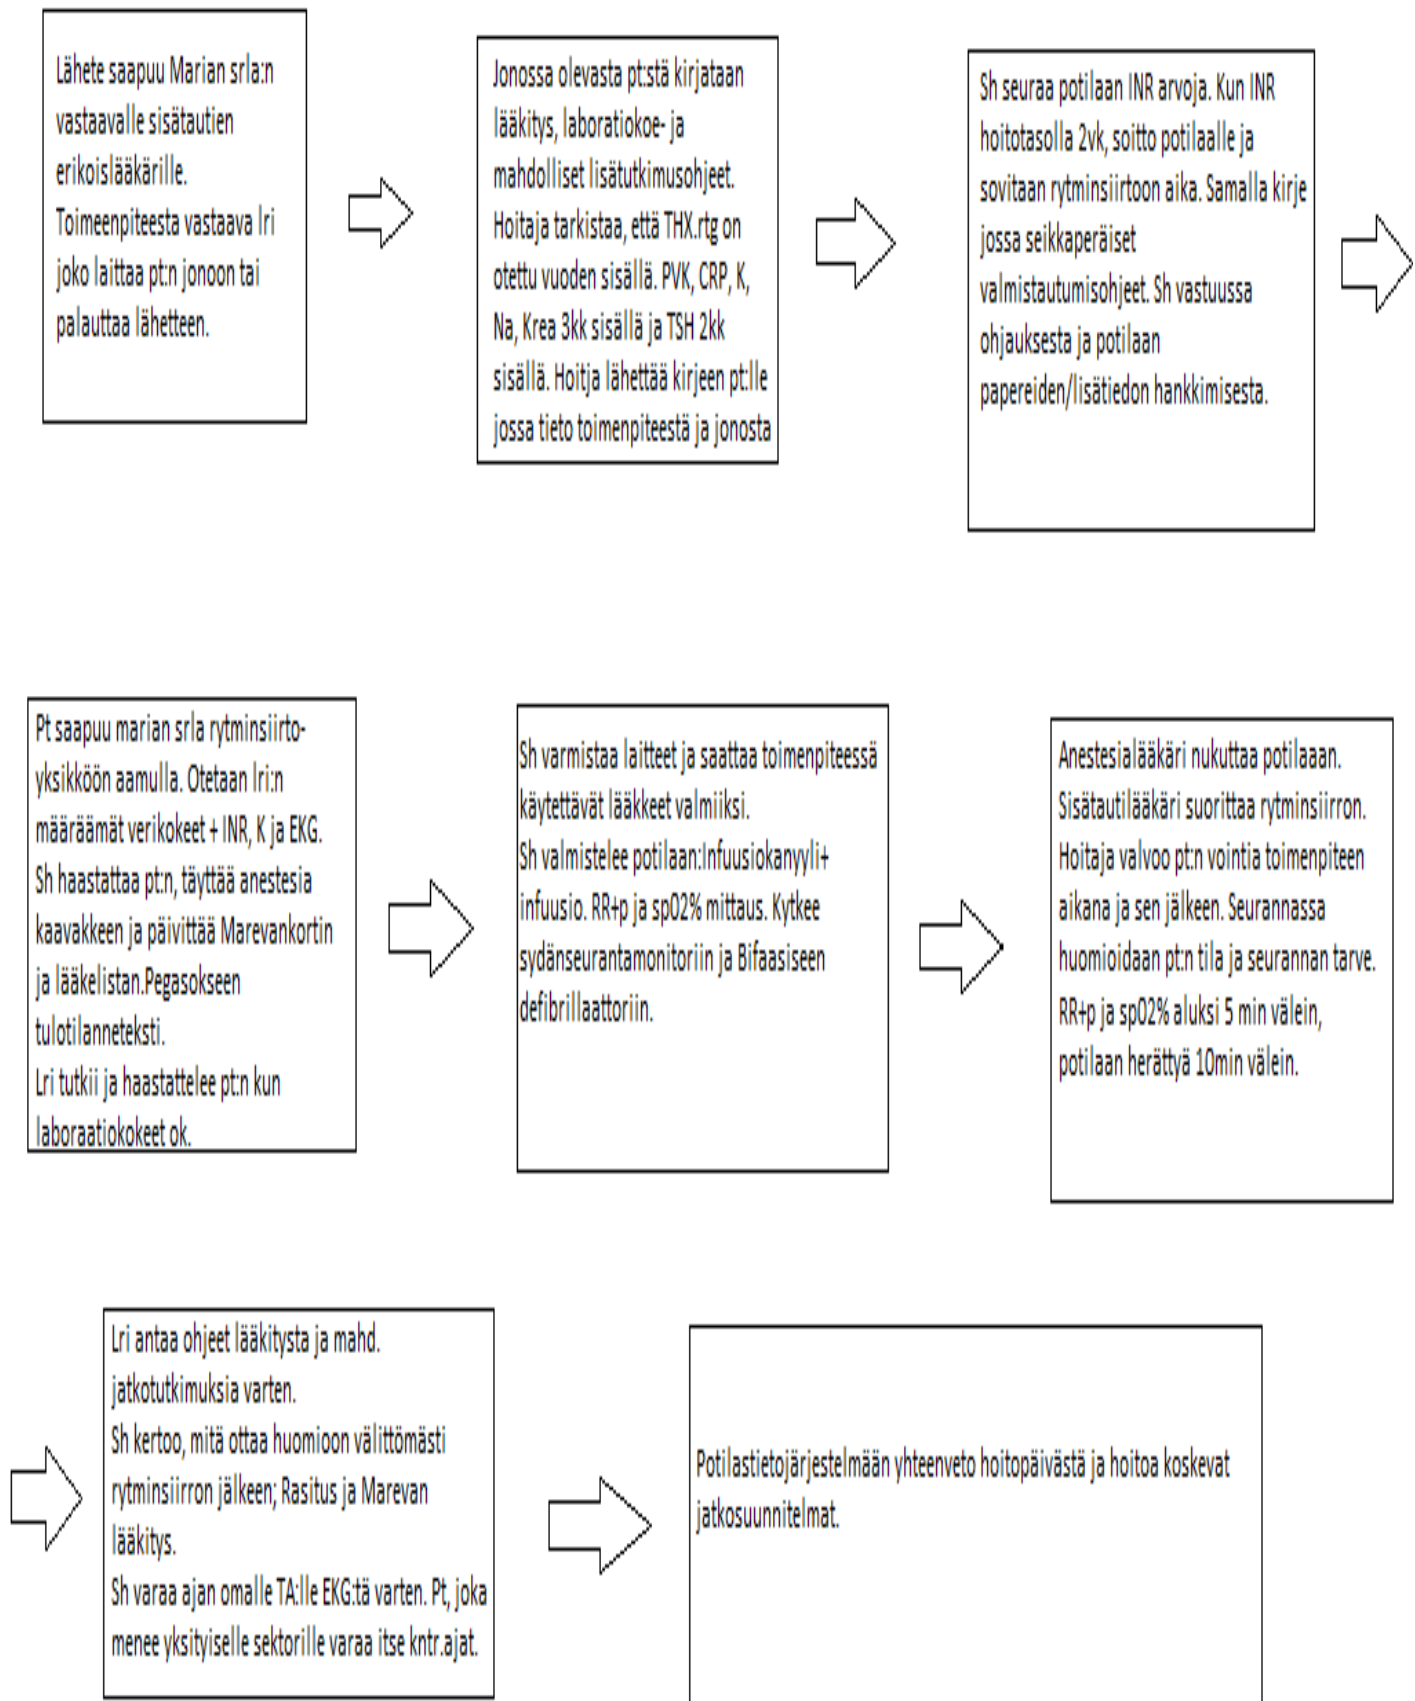 Lähete saapuu Marian srla:n
vastaavalle sisätautien
erikoislääkärille.
Toimeenpiteesta vastaava lri
joko laittaa pt:n jonoon tai
palauttaa lähetteen.
Jonossa olevasta pt:stä kirjataan
lääkitys, laboratiokoe- ja
mahdolliset lisätutkimusohjeet.
Hoitaja tarkistaa, että THX.rtg on
otettu vuoden sisällä. PVK, CRP, K,
Na, Krea 3kk sisällä ja TSH 2kk
sisällä. Hoitja lähettää kirjeen pt:lle
jossa tieto toimenpiteestä ja jonosta
Sh seuraa potilaan INR arvoja. Kun INR
hoitotasolla 2vk, soitto potilaalle ja
sovitaan rytminsiirtoon aika. Samalla kirje
jossa seikkaperäiset
valmistautumisohjeet. Sh vastuussa
ohjauksesta ja potilaan
papereiden/lisätiedon hankkimisesta.
Pt saapuu marian srla rytminsiirto-
yksikköön aamulla. Otetaan lri:n
määräämät verikokeet + INR, K ja EKG.
Sh haastattaa pt:n, täyttää anestesia
kaavakkeen ja päivittää Marevankortin
ja lääkelistan.Pegasokseen
tulotilanneteksti.
Lri tutkii ja haastattelee pt:n kun
laboraatiokokeet ok.
Sh varmistaa laitteet ja saattaa toimenpiteessä
käytettävät lääkkeet valmiiksi.
Sh valmistelee potilaan:Infuusiokanyyli+
infuusio. RR+p ja spO2% mittaus. Kytkee
sydänseurantamonitoriin ja Bifaasiseen
defibrillaattoriin.
Anestesialääkäri nukuttaa potilaaan.
Sisätautilääkäri suorittaa rytminsiirron.
Hoitaja valvoo pt:n vointia toimenpiteen
aikana ja sen jälkeen. Seurannassa
huomioidaan pt:n tila ja seurannan tarve.
RR+p ja spO2% aluksi 5 min välein,
potilaan herättyä 10min välein.
Lri antaa ohjeet lääkitysta ja mahd.
jatkotutkimuksia varten.
Sh kertoo, mitä ottaa huomioon välittömästi
rytminsiirron jälkeen; Rasitus ja Marevan
lääkitys.
Sh varaa ajan omalle TA:lle EKG:tä varten. Pt, joka
menee yksityiselle sektorille varaa itse kntr.ajat.
Potilastietojärjestelmään yhteenveto hoitopäivästä ja hoitoa koskevat
jatkosuunnitelmat.